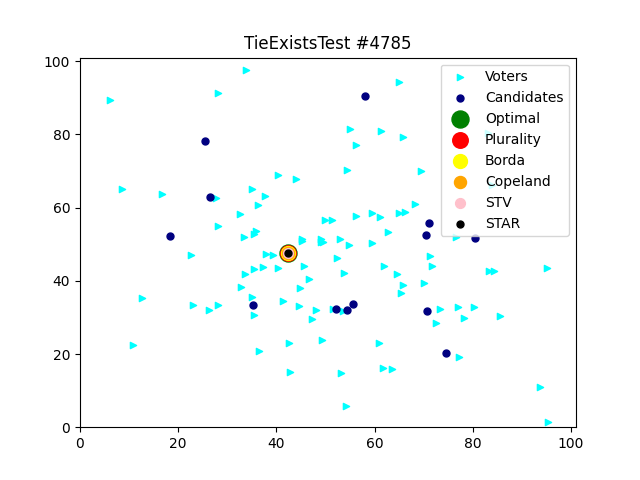 TieExistsTest #4785
100
80
60
40
20
0
0
20
40
60
80
100
Voters
Candidates
Optimal
Plurality
Borda
Copeland
STV
STAR